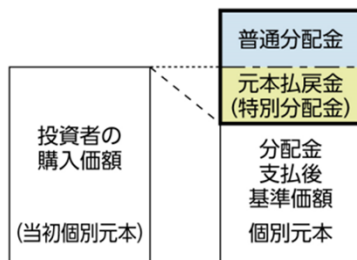 普通分配金
元本払戻金
(特別分配金)
投資者の
購入価額
(当初個別元本)
分配金
支払後
基準価額
個別元本